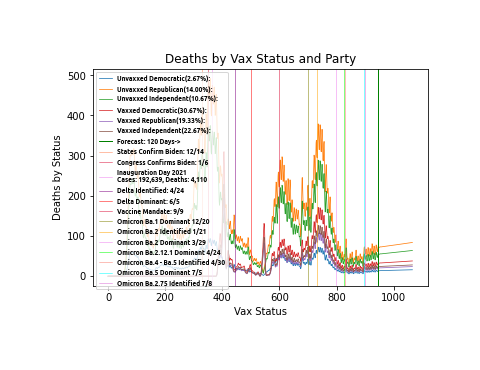 Deaths by Vax Status and Party
500
400
300
200
100
0
Deaths by Status
Unvaxxed Democratic(2.67%):
Unvaxxed Republican(14.00%):
Unvaxxed Independent(10.67%):
Vaxxed Democratic(30.67%):
Vaxxed Republican(19.33%):
Vaxxed Independent(22.67%):
Forecast: 120 Days->
States Confirm Biden: 12/14
Congress Confirms Biden: 1/6
Inauguration Day 2021
Cases: 192,639, Deaths: 4,110
Delta Identified: 4/24
Delta Dominant: 6/5
Vaccine Mandate: 9/9
Omicron Ba.1 Dominant 12/20
Omicron Ba.2 Identified 1/21
Omicron Ba.2 Dominant 3/29
Omicron Ba.2.12.1 Dominant 4/24
Omicron Ba.4 - Ba.5 Identified 4/30
Omicron Ba.5 Dominant 7/5
Omicron Ba.2.75 Identified 7/8
0 200 400 600 800 1000
Vax Status